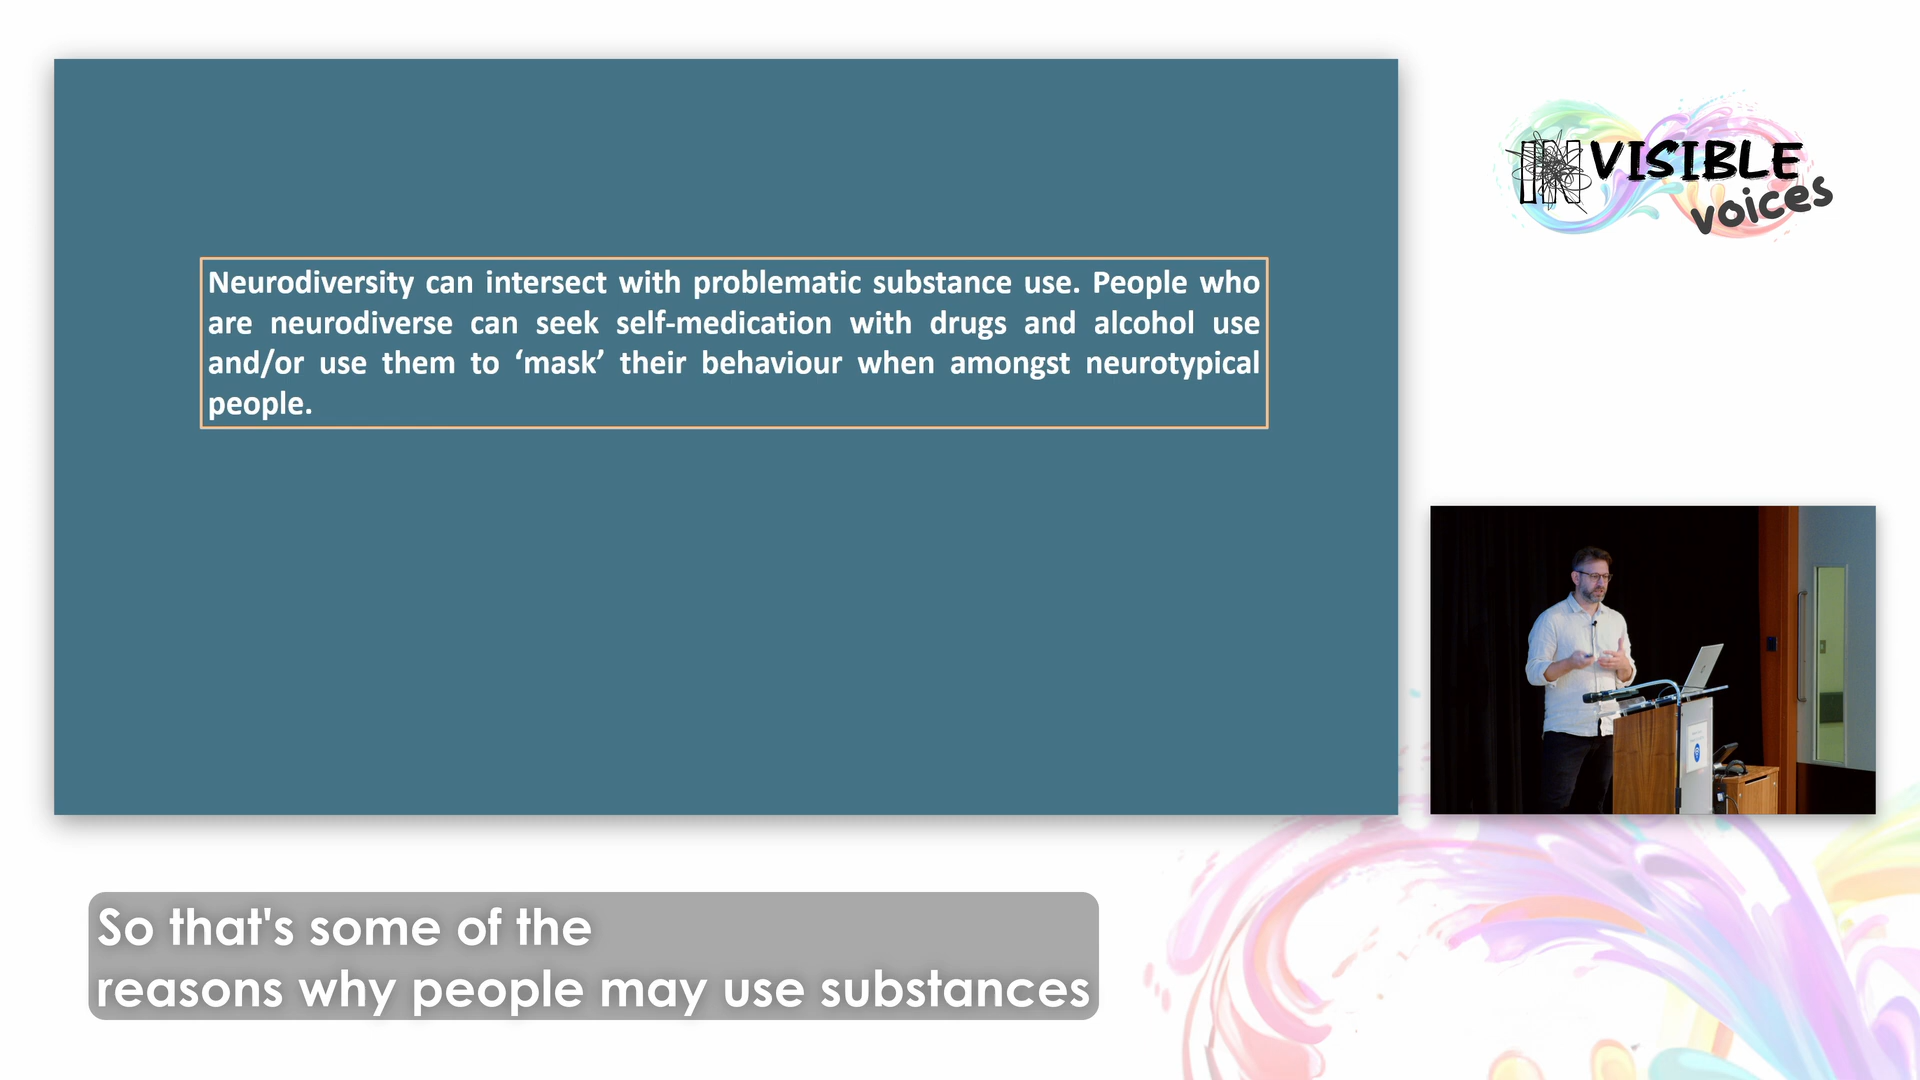 INVISIBLE
voices
Neurodiversity can intersect with problematic substance use. People who
are neurodiverse can seek self-medication with drugs and alcohol use
and/or use them to ‘mask’ their behaviour when amongst neurotypical
people.
So that's some of the
reasons why people may use substances